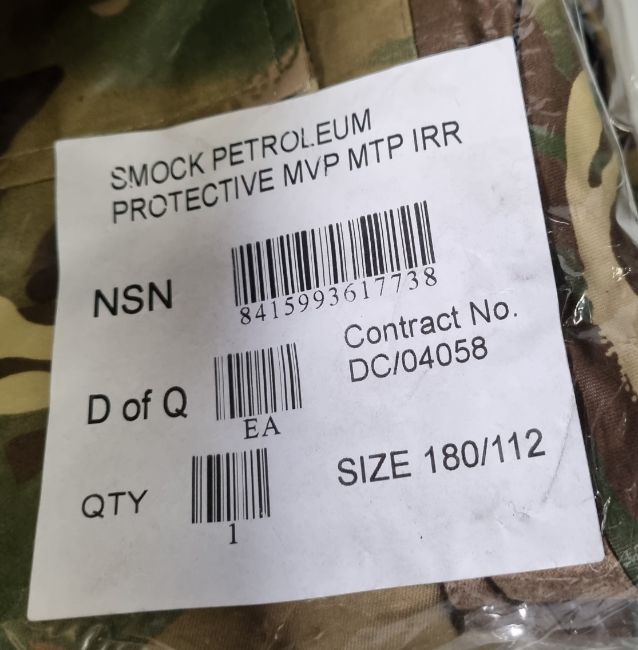 SMOCK PETROLEUM
PROTECTIVE MVP MTP IRR
NSN
8415993617738
Contract No.
DC/04058
D of Q
EA
SIZE 180/112
QTY
1